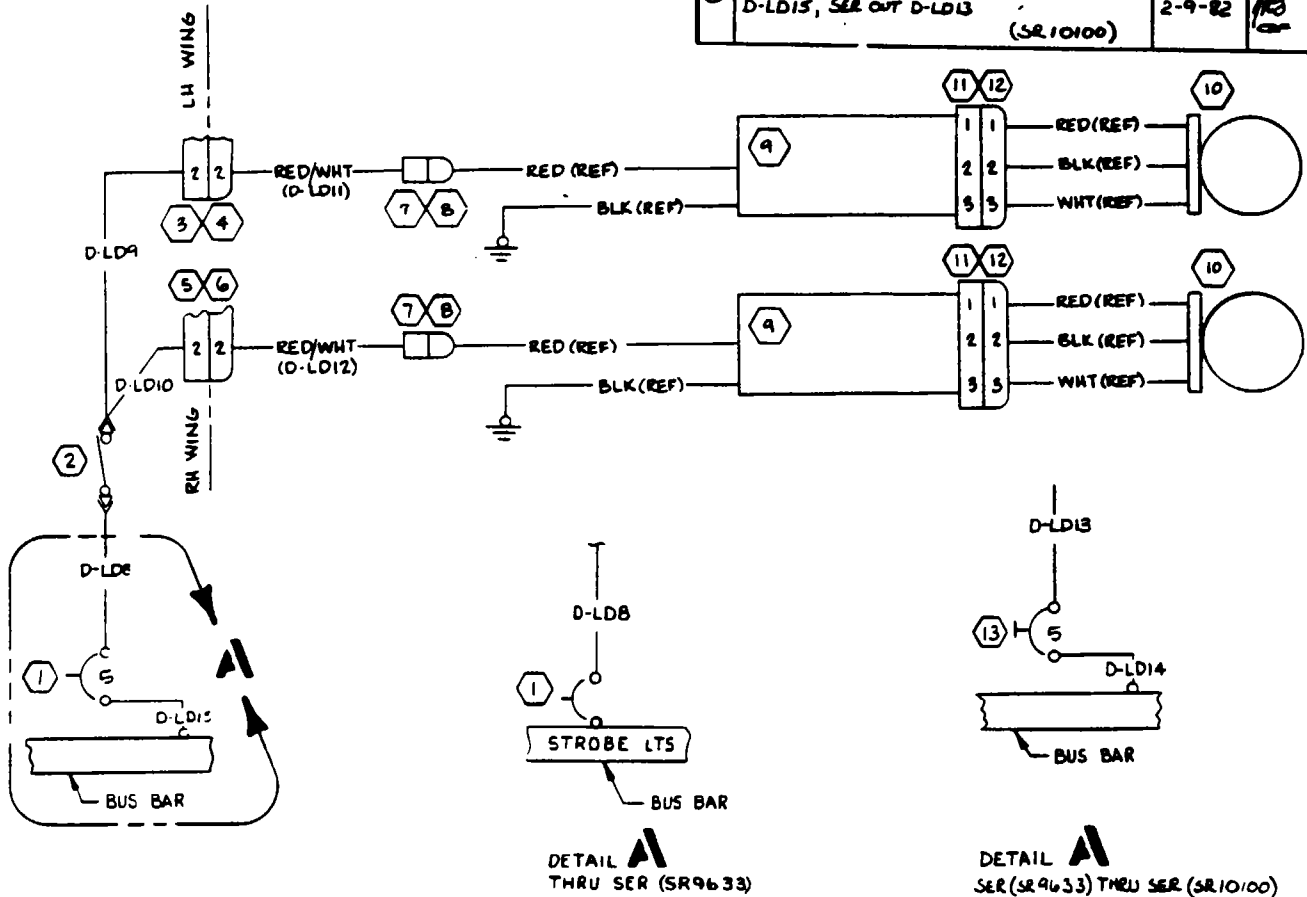 D-LD15, SER OUT D-LD13
(SR10100)
2-9-82
LH WING
11 12
10
1 1 RED (REF)
9
2 2 RED/WHT RED (REF) 2 2 BLK (REF)
(D-LD11)
3 4
7 8
BLK (REF) 3 3 WHT (REF)
D-LD9
11 12
10
5 6
7 8
1 1 RED (REF)
9
2 2 RED/WHT RED (REF) 2 2 BLK (REF)
(D-LD12)
D-LD10
BLK (REF) 3 3 WHT (REF)
RH WING
2
D-LD8
A
1 5
D-LD15
BUS BAR
D-LD8
1
STROBE LTS
BUS BAR
DETAIL A
THRU SER (SR9633)
D-LD13
13 5
D-LD14
BUS BAR
DETAIL A
SER (SR9633) THRU SER (SR10100)